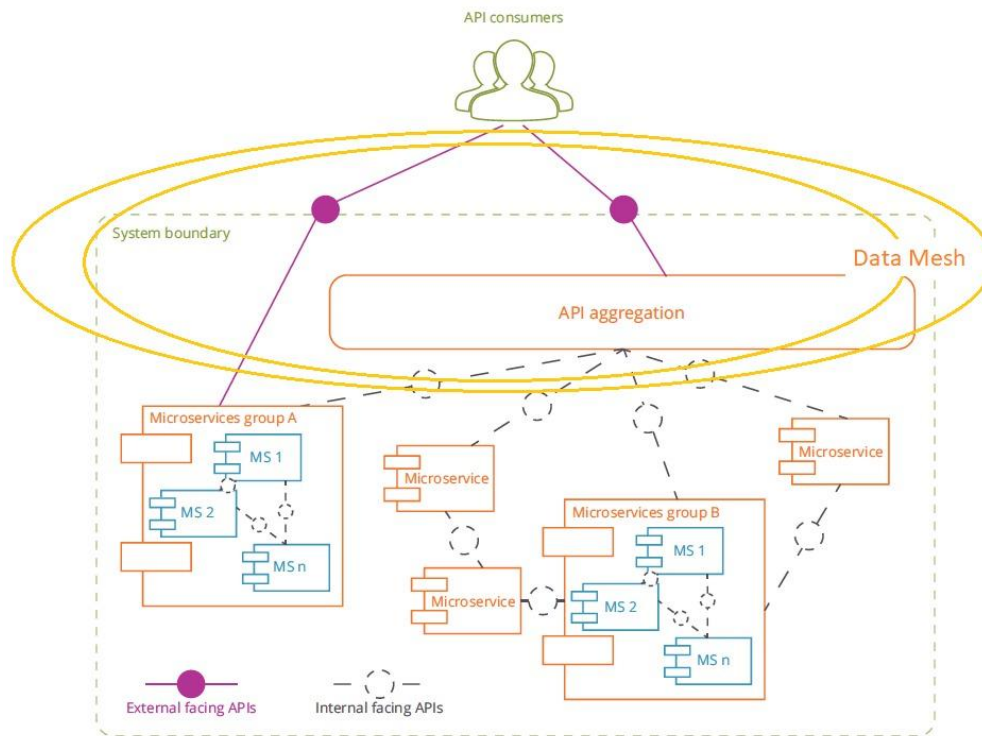 API consumers
System boundary
Data Mesh
API aggregation
Microservices group A
MS 1
MS 2
MS n
Microservice
Microservice
Microservices group B
MS 1
Microservice
MS 2
MS n
External facing APIs
Internal facing APIs